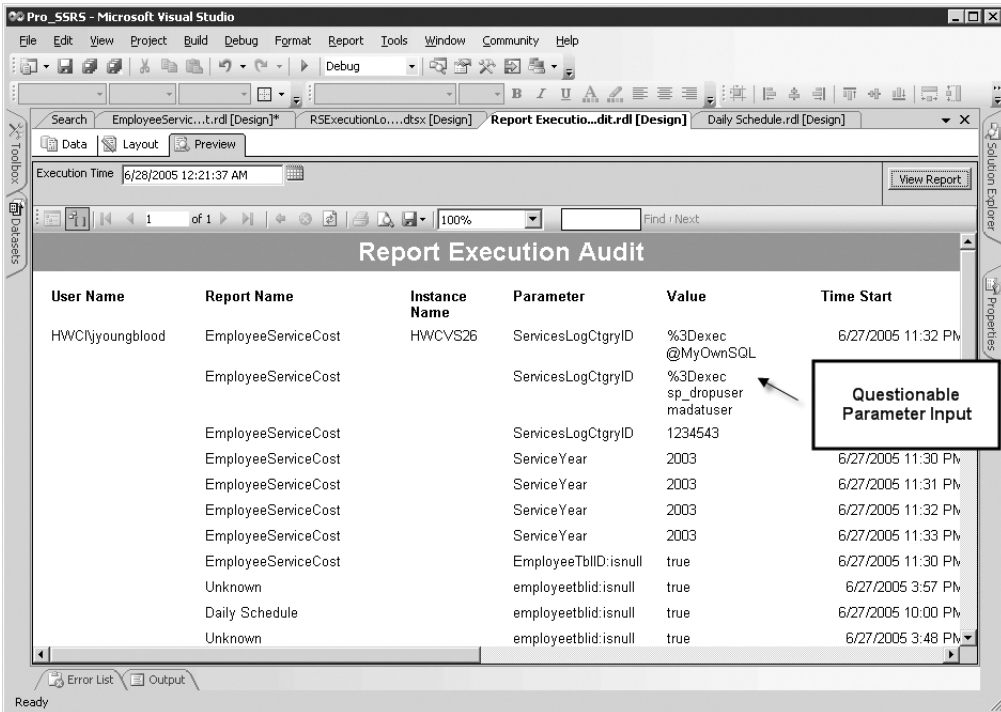 Pro_SSRS - Microsoft Visual Studio
File Edit View Project Build Debug Format Report Tools Window Community Help
Debug
B I U A
Search EmployeeServic...t.rdl [Design]* RSExecutionLo....dtsx [Design] Report Executio...dit.rdl [Design] Daily Schedule.rdl [Design]
Toolbox
Datasets
Solution Explorer
Properties
Data Layout Preview
Execution Time 6/28/2005 12:21:37 AM View Report
1 of 1 100% Find | Next
Report Execution Audit
User Name Report Name Instance Name Parameter Value Time Start
HWCI\jyoungblood EmployeeServiceCost HWCVS26 ServicesLogCtgryID %3Dexec @MyOwnSQL 6/27/2005 11:32 PM
EmployeeServiceCost ServicesLogCtgryID %3Dexec sp_dropuser madatuser
Questionable
Parameter Input
EmployeeServiceCost ServicesLogCtgryID 1234543
EmployeeServiceCost ServiceYear 2003 6/27/2005 11:30 PM
EmployeeServiceCost ServiceYear 2003 6/27/2005 11:31 PM
EmployeeServiceCost ServiceYear 2003 6/27/2005 11:32 PM
EmployeeServiceCost ServiceYear 2003 6/27/2005 11:33 PM
EmployeeServiceCost EmployeeTblID:isnull true 6/27/2005 11:30 PM
Unknown employeetblid:isnull true 6/27/2005 3:57 PM
Daily Schedule employeetblid:isnull true 6/27/2005 10:00 PM
Unknown employeetblid:isnull true 6/27/2005 3:48 PM
Error List Output
Ready